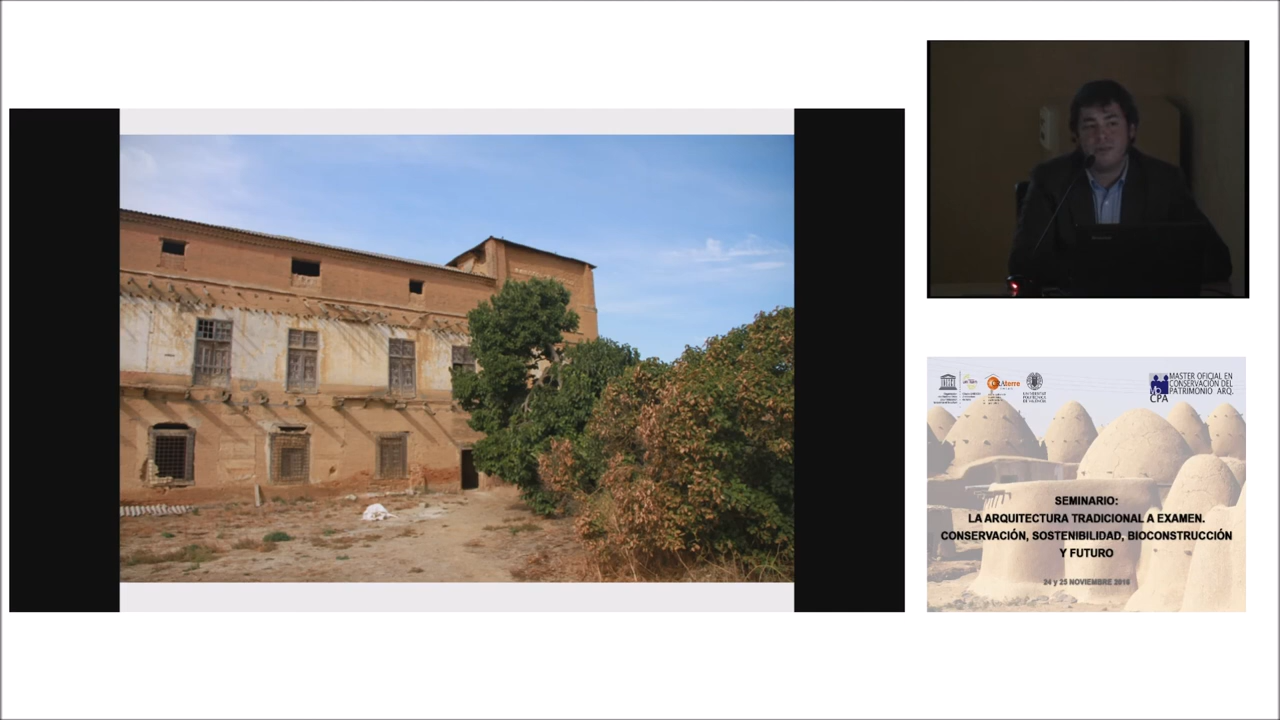 MASTER OFICIAL EN
CONSERVACIÓN DEL
PATRIMONIO ARQ.
CPA
CRAterre
SEMINARIO:
LA ARQUITECTURA TRADICIONAL A EXAMEN.
CONSERVACIÓN, SOSTENIBILIDAD, BIOCONSTRUCCIÓN
Y FUTURO
24 y 25 NOVIEMBRE 2016